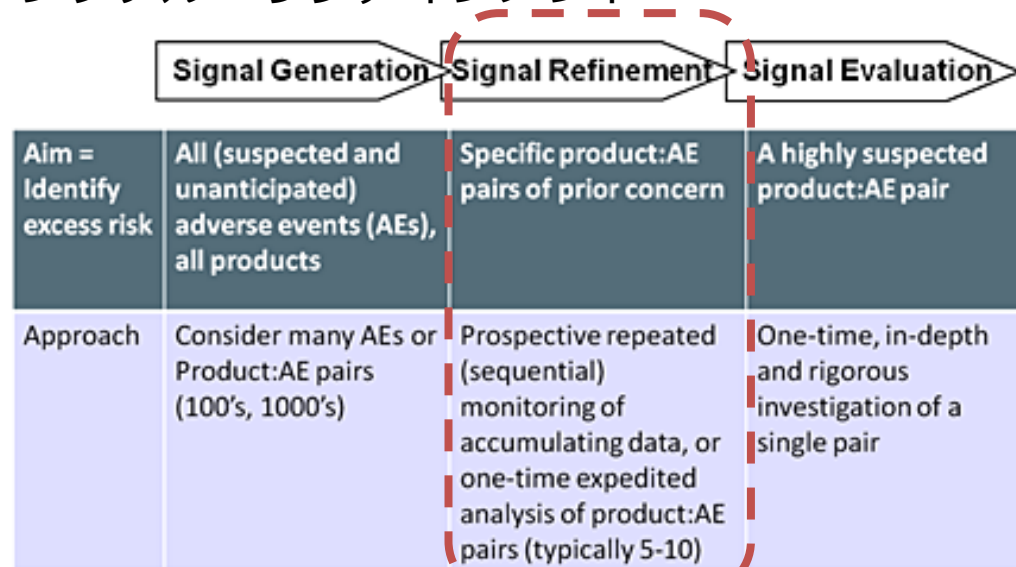 Signal Generation
Signal Refinement
Signal Evaluation
Aim =
Identify
excess risk
All (suspected and
unanticipated)
adverse events (AEs),
all products
Specific product:AE
pairs of prior concern
A highly suspected
product:AE pair
Approach
Consider many AEs or
Product:AE pairs
(100's, 1000's)
Prospective repeated
(sequential)
monitoring of
accumulating data, or
one-time expedited
analysis of product:AE
pairs (typically 5-10)
One-time, in-depth
and rigorous
investigation of a
single pair